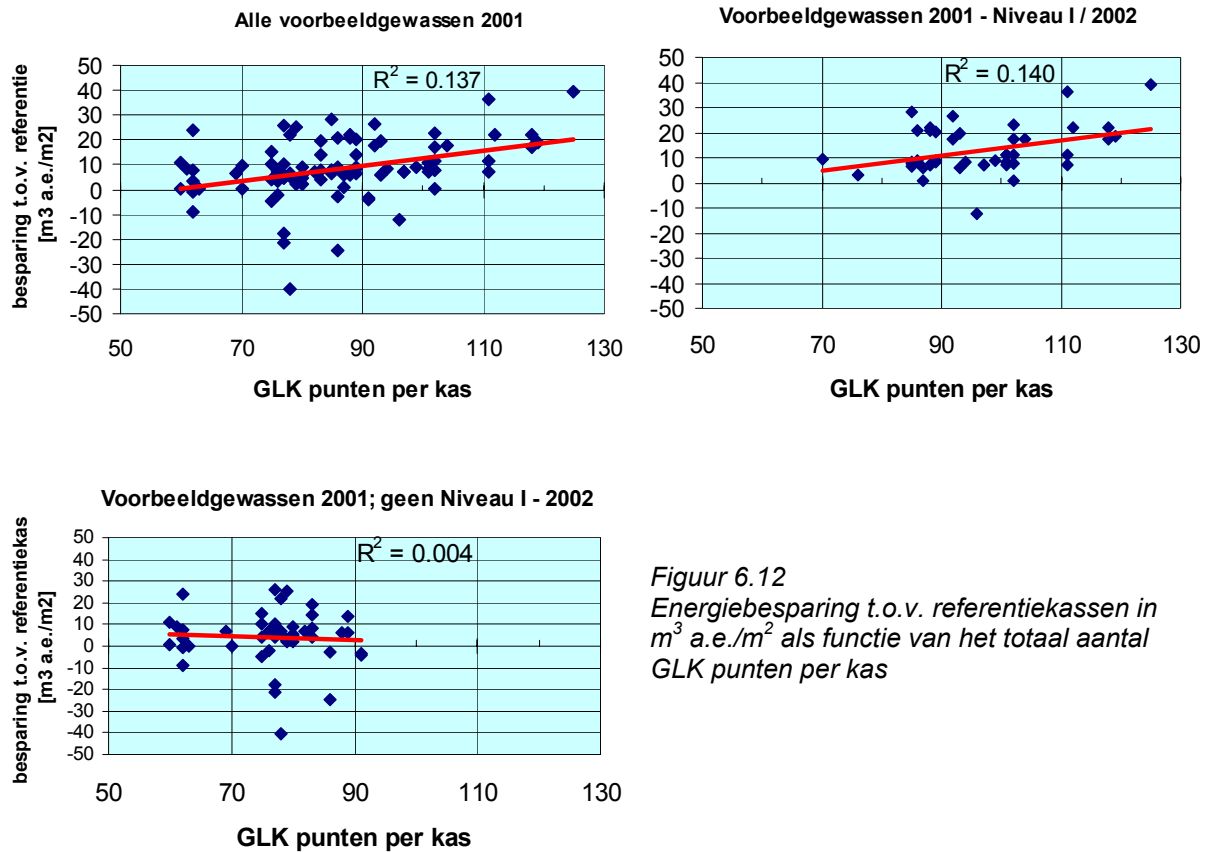 Alle voorbeeldgewassen 2001
besparing t.o.v. referentie
[m3 a.e./m2]
50
40
30
20
10
0
-10
-20
-30
-40
-50
R² = 0.137
50 70 90 110 130
GLK punten per kas
Voorbeeldgewassen 2001 - Niveau I / 2002
50
40
30
20
10
0
-10
-20
-30
-40
-50
R² = 0.140
50 70 90 110 130
GLK punten per kas
Voorbeeldgewassen 2001; geen Niveau I - 2002
besparing t.o.v. referentiekas
[m3 a.e./m2]
50
40
30
20
10
0
-10
-20
-30
-40
-50
R² = 0.004
50 70 90 110 130
GLK punten per kas
Figuur 6.12
Energiebesparing t.o.v. referentiekassen in
m³ a.e./m² als functie van het totaal aantal
GLK punten per kas